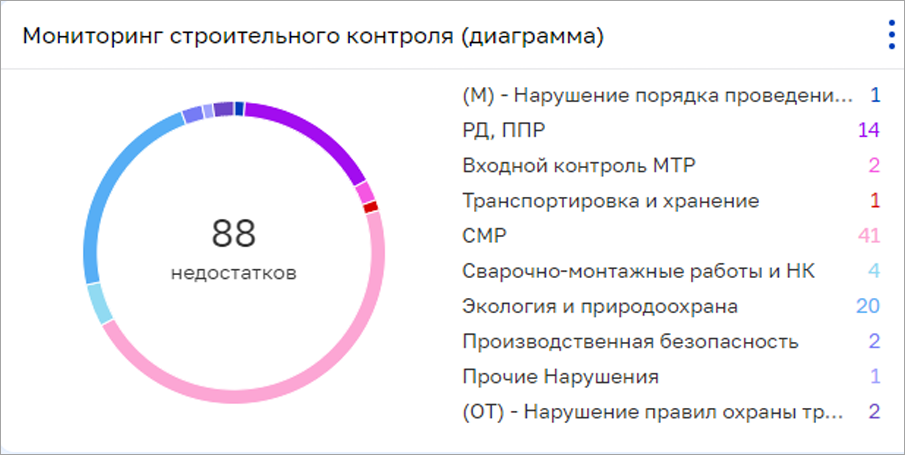 Мониторинг строительного контроля (диаграмма)
88
недостатков
(М) - Нарушение порядка проведени... 1
РД, ППР 14
Входной контроль МТР 2
Транспортировка и хранение 1
СМР 41
Сварочно-монтажные работы и НК 4
Экология и природоохрана 20
Производственная безопасность 2
Прочие Нарушения 1
(ОТ) - Нарушение правил охраны тр... 2